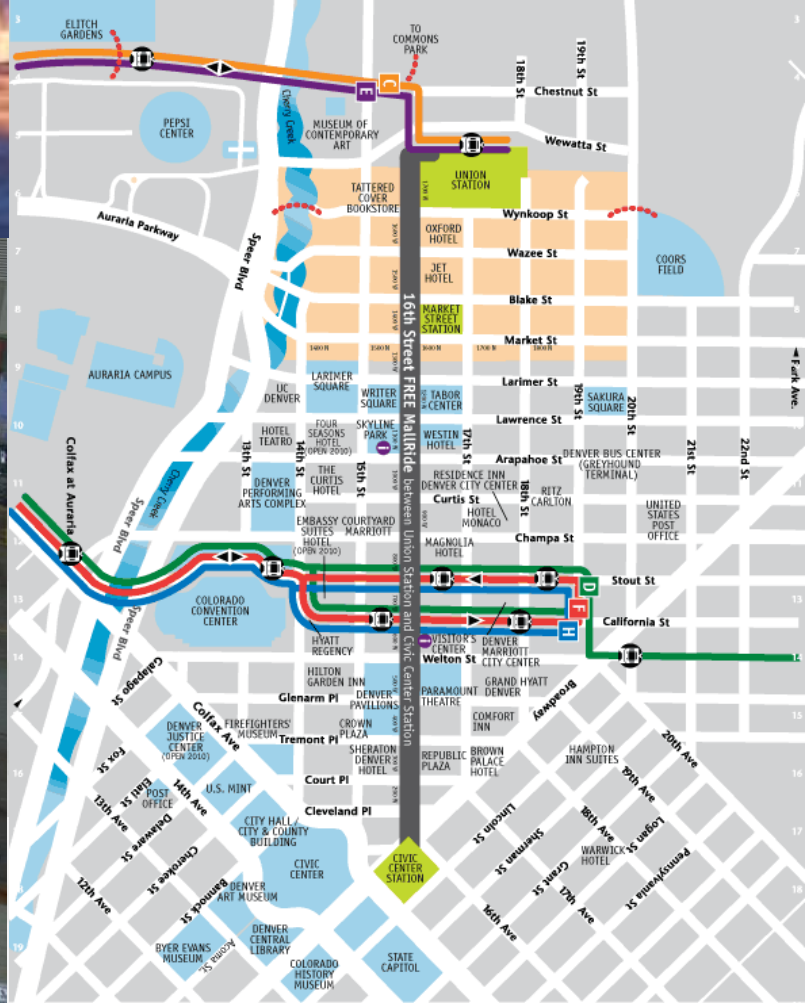 ELITCH
GARDENS
TO
COMMONS
PARK
18th St
19th St
Chestnut St
C
E
Cherry Creek
PEPSI
CENTER
MUSEUM OF
CONTEMPORARY
ART
Wewatta St
UNION
STATION
TATTERED
COVER
BOOKSTORE
Wynkoop St
Auraria Parkway
Speer Blvd
OXFORD
HOTEL
Wazee St
COORS
FIELD
JET
HOTEL
Blake St
MARKET
STREET
STATION
Market St
16th Street FREE MallRide between Union Station and Civic Center Station
Park Ave.
AURARIA CAMPUS
UC
DENVER
LARIMER
SQUARE
WRITER
SQUARE
TABOR
CENTER
Larimer St
19th St
SAKURA
SQUARE
20th St
Lawrence St
HOTEL
TEATRO
FOUR
SEASONS
HOTEL
(OPEN 2010)
SKYLINE
PARK
i
WESTIN
HOTEL
17th St
Colfax at Auraria
13th St
14th St
15th St
Arapahoe St
DENVER BUS CENTER
(GREYHOUND
TERMINAL)
21st St
22nd St
DENVER
PERFORMING
ARTS COMPLEX
THE
CURTIS
HOTEL
RESIDENCE INN
DENVER CITY CENTER
18th St
RITZ
CARLTON
Curtis St
HOTEL
MONACO
UNITED
STATES
POST
OFFICE
Cherry Creek
Speer Blvd
EMBASSY
SUITES
HOTEL
(OPEN 2010)
COURTYARD
MARRIOTT
MAGNOLIA
HOTEL
Champa St
D
Stout St
F
COLORADO
CONVENTION
CENTER
California St
H
Speer Blvd
HYATT
REGENCY
i
VISITOR'S
CENTER
DENVER
MARRIOTT
CITY CENTER
Welton St
Galapago St
HILTON
GARDEN INN
DENVER
PAVILIONS
PARAMOUNT
THEATRE
GRAND HYATT
DENVER
Broadway
Glenarm Pl
Colfax Ave
DENVER
JUSTICE
CENTER
(OPEN 2010)
FIREFIGHTERS'
MUSEUM
CROWN
PLAZA
COMFORT
INN
20th Ave
Tremont Pl
Fox St
SHERATON
DENVER
HOTEL
REPUBLIC
PLAZA
BROWN
PALACE
HOTEL
HAMPTON
INN SUITES
19th Ave
Court Pl
Elati St
POST
OFFICE
14th Ave
U.S. MINT
13th Ave
Delaware St
Cleveland Pl
Lincoln St
18th Ave
Logan St
CITY HALL/
CITY & COUNTY
BUILDING
Cherokee St
Sherman St
WARWICK
HOTEL
Pennsylvania St
CIVIC
CENTER
CIVIC
CENTER
STATION
Grant St
17th Ave
12th Ave
Bannock St
DENVER
ART MUSEUM
16th Ave
BYER EVANS
MUSEUM
Acoma St.
DENVER
CENTRAL
LIBRARY
COLORADO
HISTORY
MUSEUM
STATE
CAPITOL